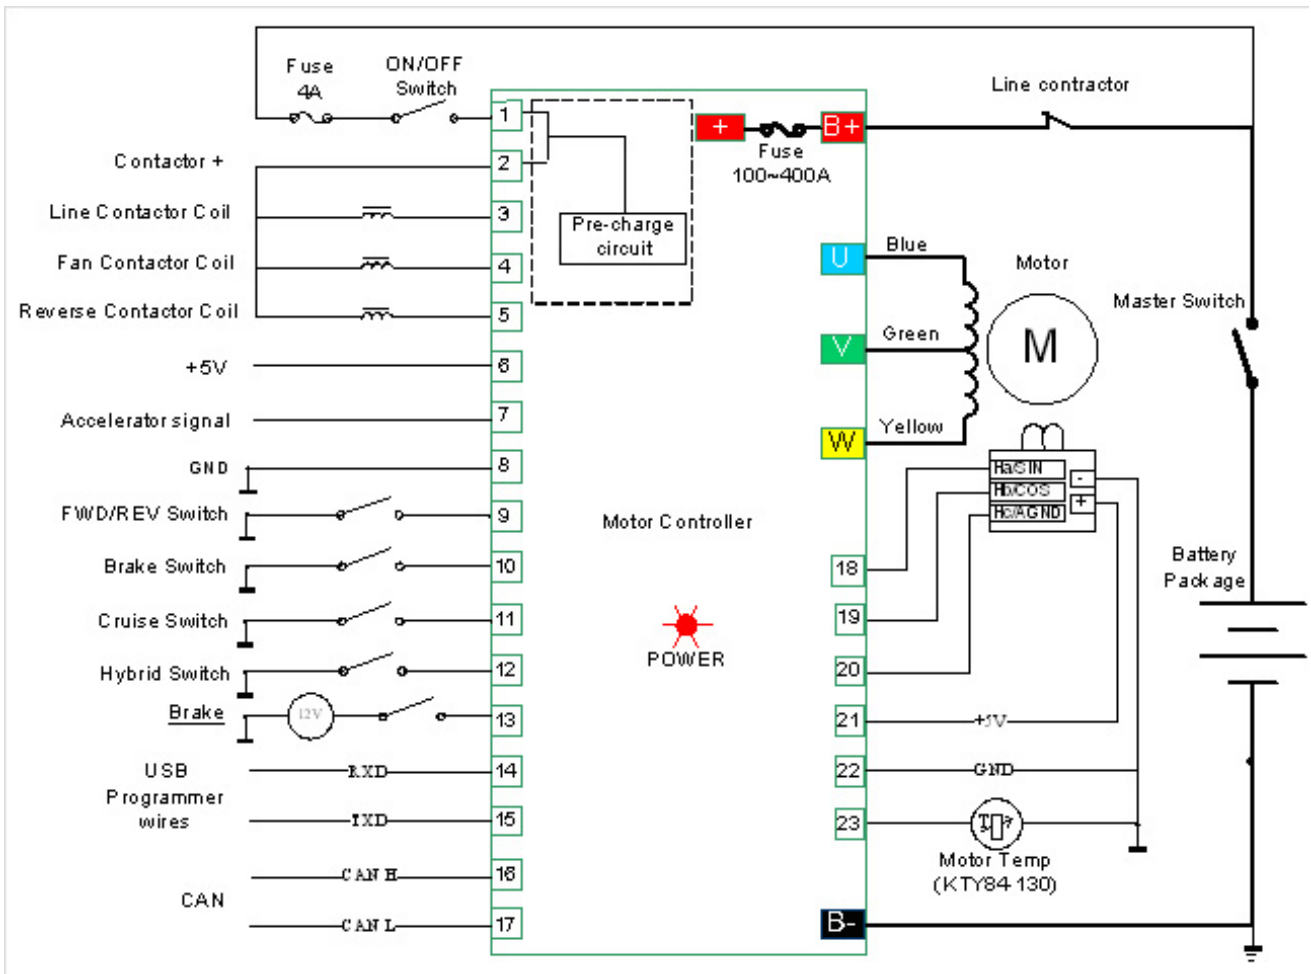 Fuse
4A
ON/OFF
Switch
Line contractor
1
+
B+
Fuse
100~400A
Contactor +
2
Line Contactor Coil
3
Pre-charge
circuit
Blue
U
Motor
Fan Contactor Coil
4
Master Switch
Reverse Contactor Coil
5
Green
V
M
+5V
6
Accelerator signal
7
Yellow
W
GND
8
Ha/SIN
-
Hb/COS
+
Hc/AGND
FWD/REV Switch
9
Motor Controller
Brake Switch
10
18
Battery
Package
Cruise Switch
11
19
POWER
Hybrid Switch
12
20
Brake
12V
13
21
+5V
USB
Programmer
wires
RXD
14
22
GND
TXD
15
23
Motor Temp
(KTY84-130)
CAN
CAN H
16
CAN L
17
B-